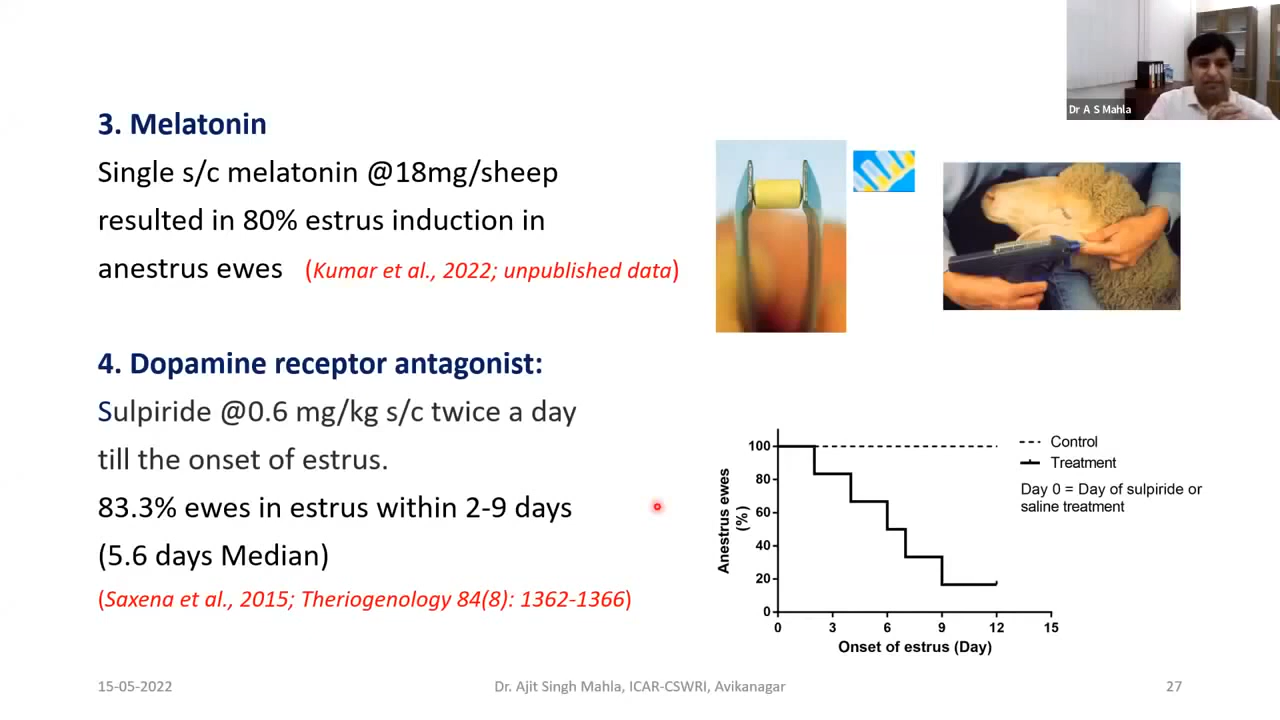 Dr A S Mahla
3. Melatonin
Single s/c melatonin @18mg/sheep
resulted in 80% estrus induction in
anestrus ewes (Kumar et al., 2022; unpublished data)
4. Dopamine receptor antagonist:
Sulpiride @0.6 mg/kg s/c twice a day
till the onset of estrus.
83.3% ewes in estrus within 2-9 days
(5.6 days Median)
(Saxena et al., 2015; Theriogenology 84(8): 1362-1366)
Anestrus ewes
(%)
100
80
60
40
20
0
0 3 6 9 12 15
Onset of estrus (Day)
Control
Treatment
Day 0 = Day of sulpiride or
saline treatment
15-05-2022
Dr. Ajit Singh Mahla, ICAR-CSWRI, Avikanagar
27